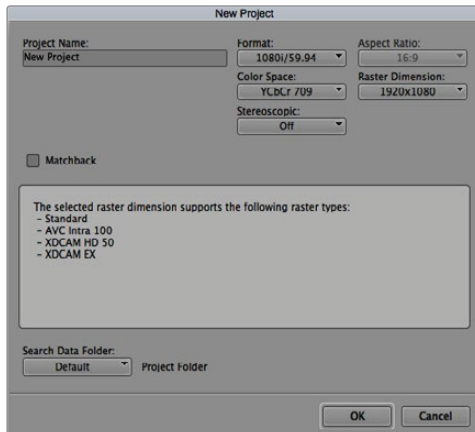 New Project
Project Name:
New Project
Format:
1080i/59.94
Aspect Ratio:
16:9
Color Space:
YCbCr 709
Raster Dimension:
1920x1080
Stereoscopic:
Off
Matchback
The selected raster dimension supports the following raster types:
- Standard
- AVC Intra 100
- XDCAM HD 50
- XDCAM EX
Search Data Folder:
Default
Project Folder
OK
Cancel